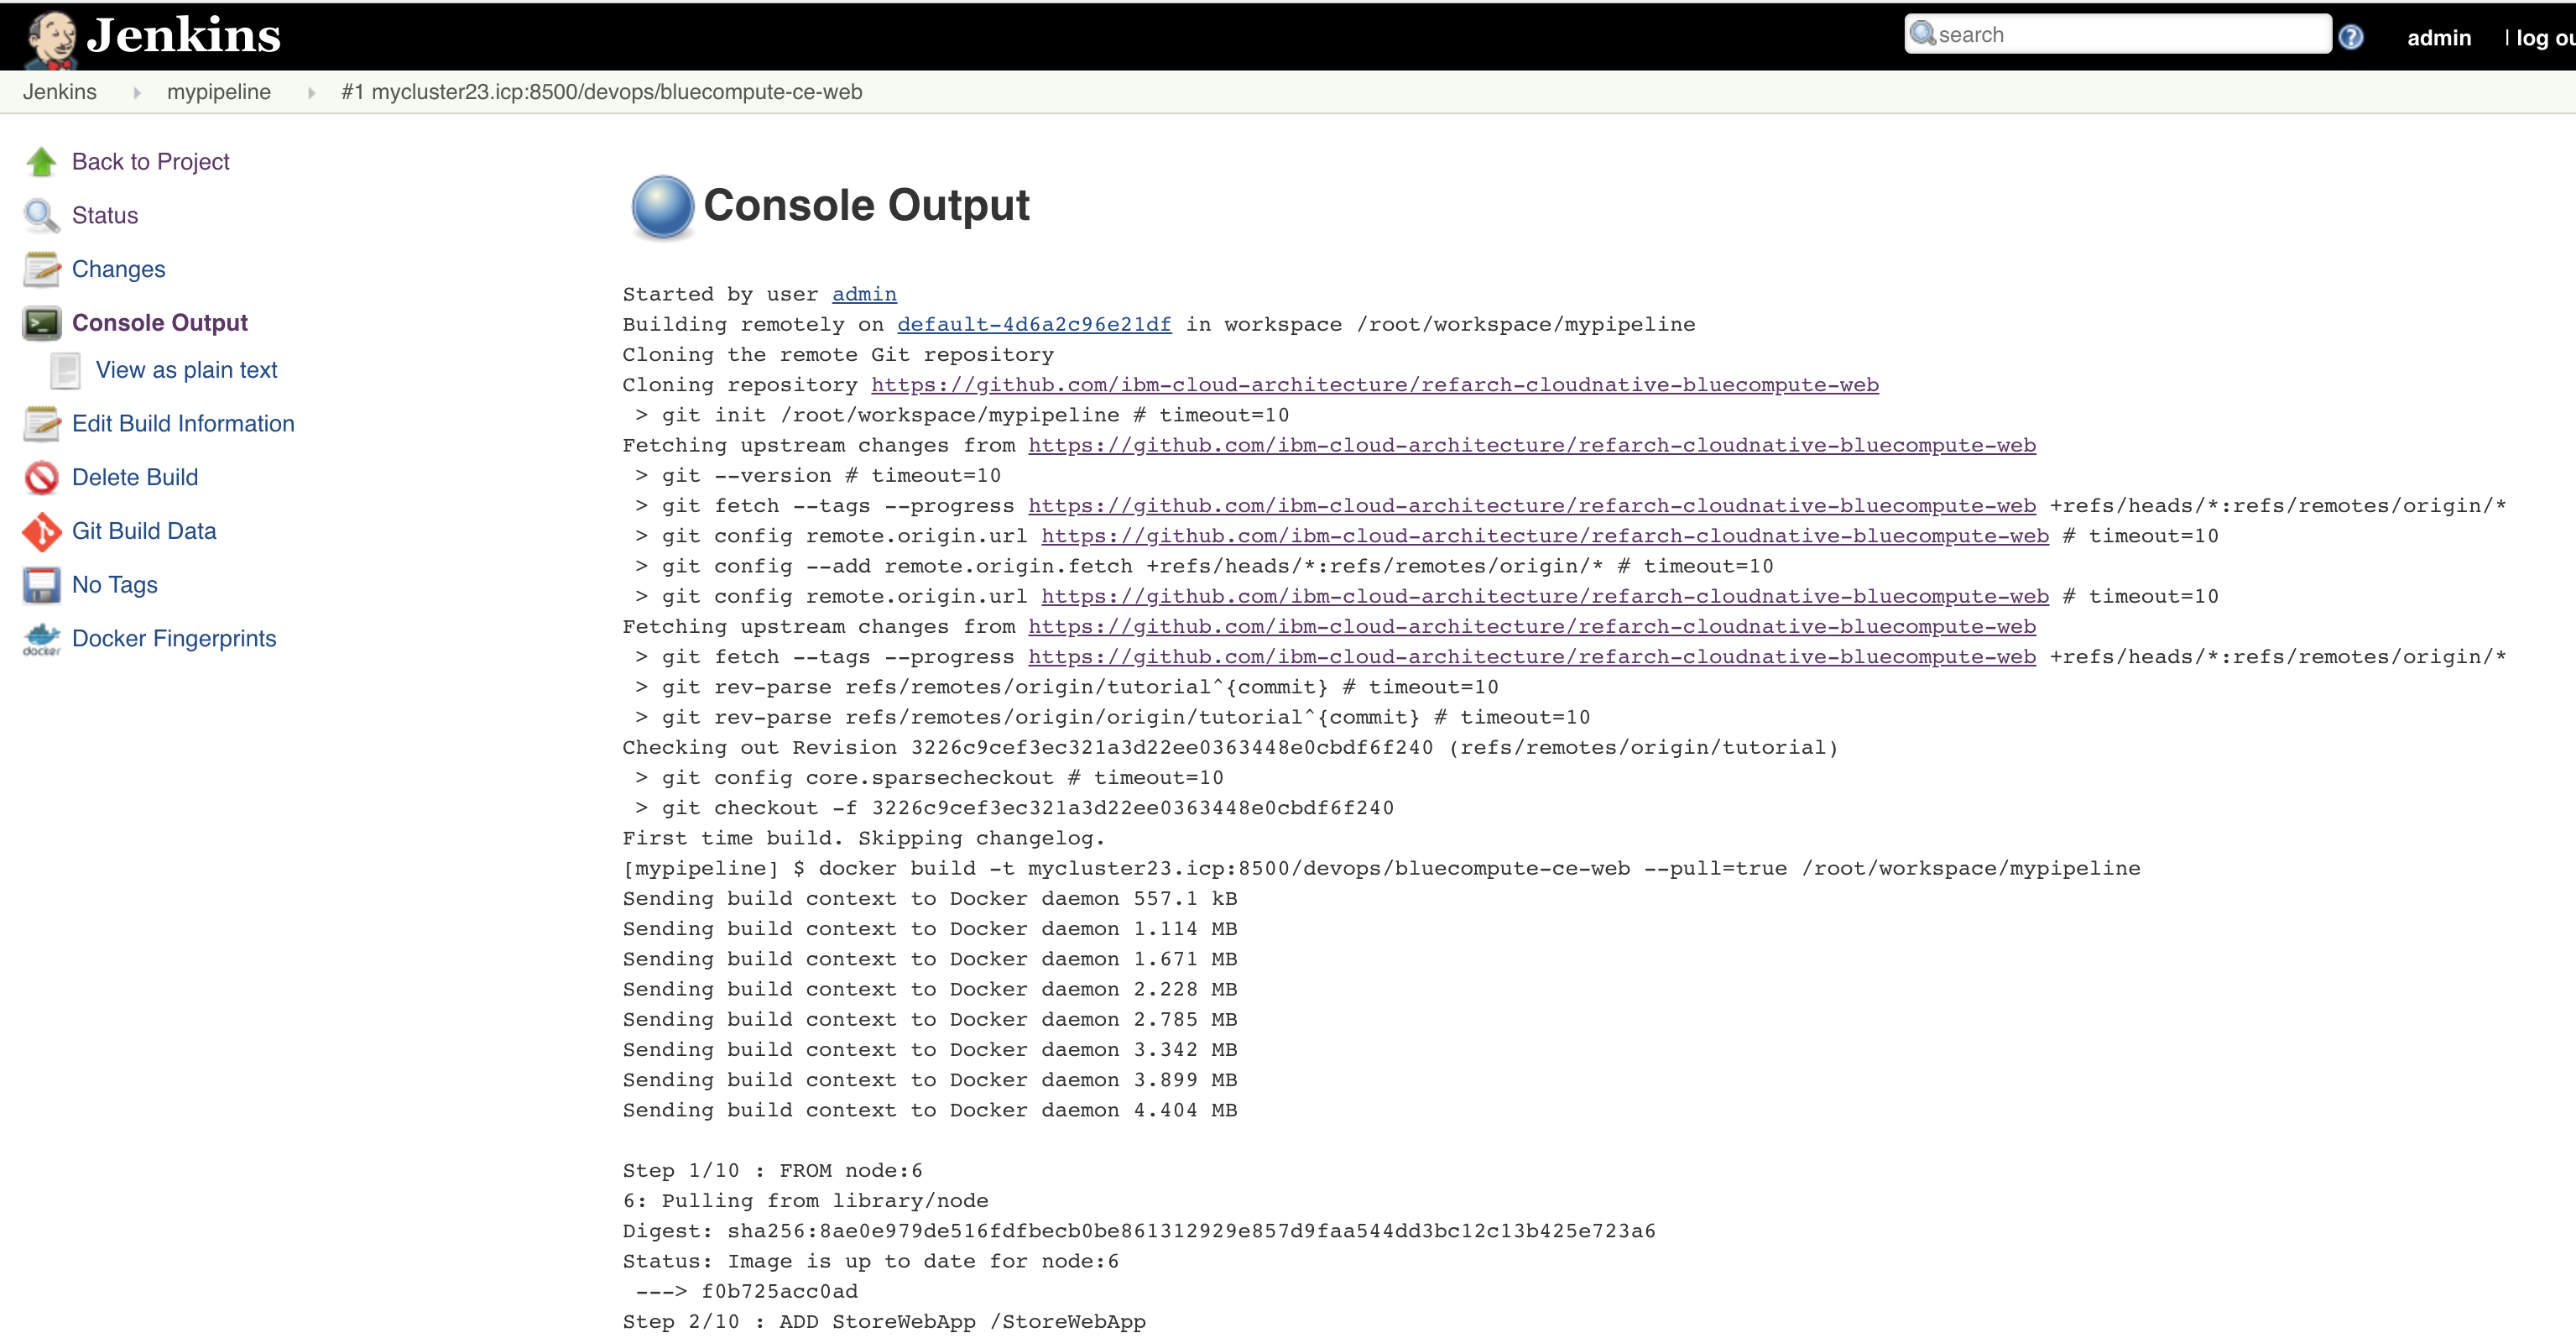 Jenkins
search
admin | log ou
Jenkins mypipeline #1 mycluster23.icp:8500/devops/bluecompute-ce-web
Back to Project
Status
Changes
Console Output
View as plain text
Edit Build Information
Delete Build
Git Build Data
No Tags
docker Docker Fingerprints
Console Output
Started by user admin
Building remotely on default-4d6a2c96e21df in workspace /root/workspace/mypipeline
Cloning the remote Git repository
Cloning repository https://github.com/ibm-cloud-architecture/refarch-cloudnative-bluecompute-web
 > git init /root/workspace/mypipeline # timeout=10
Fetching upstream changes from https://github.com/ibm-cloud-architecture/refarch-cloudnative-bluecompute-web
 > git --version # timeout=10
 > git fetch --tags --progress https://github.com/ibm-cloud-architecture/refarch-cloudnative-bluecompute-web +refs/heads/*:refs/remotes/origin/*
 > git config remote.origin.url https://github.com/ibm-cloud-architecture/refarch-cloudnative-bluecompute-web # timeout=10
 > git config --add remote.origin.fetch +refs/heads/*:refs/remotes/origin/* # timeout=10
 > git config remote.origin.url https://github.com/ibm-cloud-architecture/refarch-cloudnative-bluecompute-web # timeout=10
Fetching upstream changes from https://github.com/ibm-cloud-architecture/refarch-cloudnative-bluecompute-web
 > git fetch --tags --progress https://github.com/ibm-cloud-architecture/refarch-cloudnative-bluecompute-web +refs/heads/*:refs/remotes/origin/*
 > git rev-parse refs/remotes/origin/tutorial^{commit} # timeout=10
 > git rev-parse refs/remotes/origin/origin/tutorial^{commit} # timeout=10
Checking out Revision 3226c9cef3ec321a3d22ee0363448e0cbdf6f240 (refs/remotes/origin/tutorial)
 > git config core.sparsecheckout # timeout=10
 > git checkout -f 3226c9cef3ec321a3d22ee0363448e0cbdf6f240
First time build. Skipping changelog.
[mypipeline] $ docker build -t mycluster23.icp:8500/devops/bluecompute-ce-web --pull=true /root/workspace/mypipeline
Sending build context to Docker daemon 557.1 kB
Sending build context to Docker daemon 1.114 MB
Sending build context to Docker daemon 1.671 MB
Sending build context to Docker daemon 2.228 MB
Sending build context to Docker daemon 2.785 MB
Sending build context to Docker daemon 3.342 MB
Sending build context to Docker daemon 3.899 MB
Sending build context to Docker daemon 4.404 MB
Step 1/10 : FROM node:6
6: Pulling from library/node
Digest: sha256:8ae0e979de516fdfbecb0be861312929e857d9faa544dd3bc12c13b425e723a6
Status: Image is up to date for node:6
 ---> f0b725acc0ad
Step 2/10 : ADD StoreWebApp /StoreWebApp